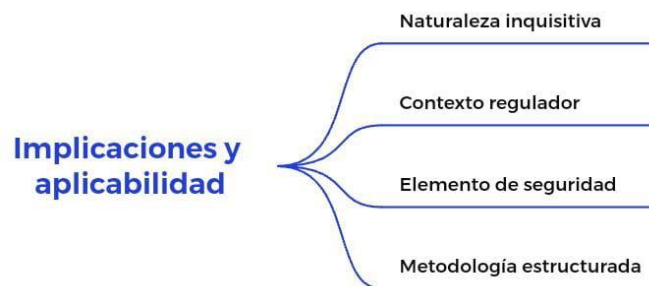 Implicaciones y
aplicabilidad
Naturaleza inquisitiva
Contexto regulador
Elemento de seguridad
Metodología estructurada